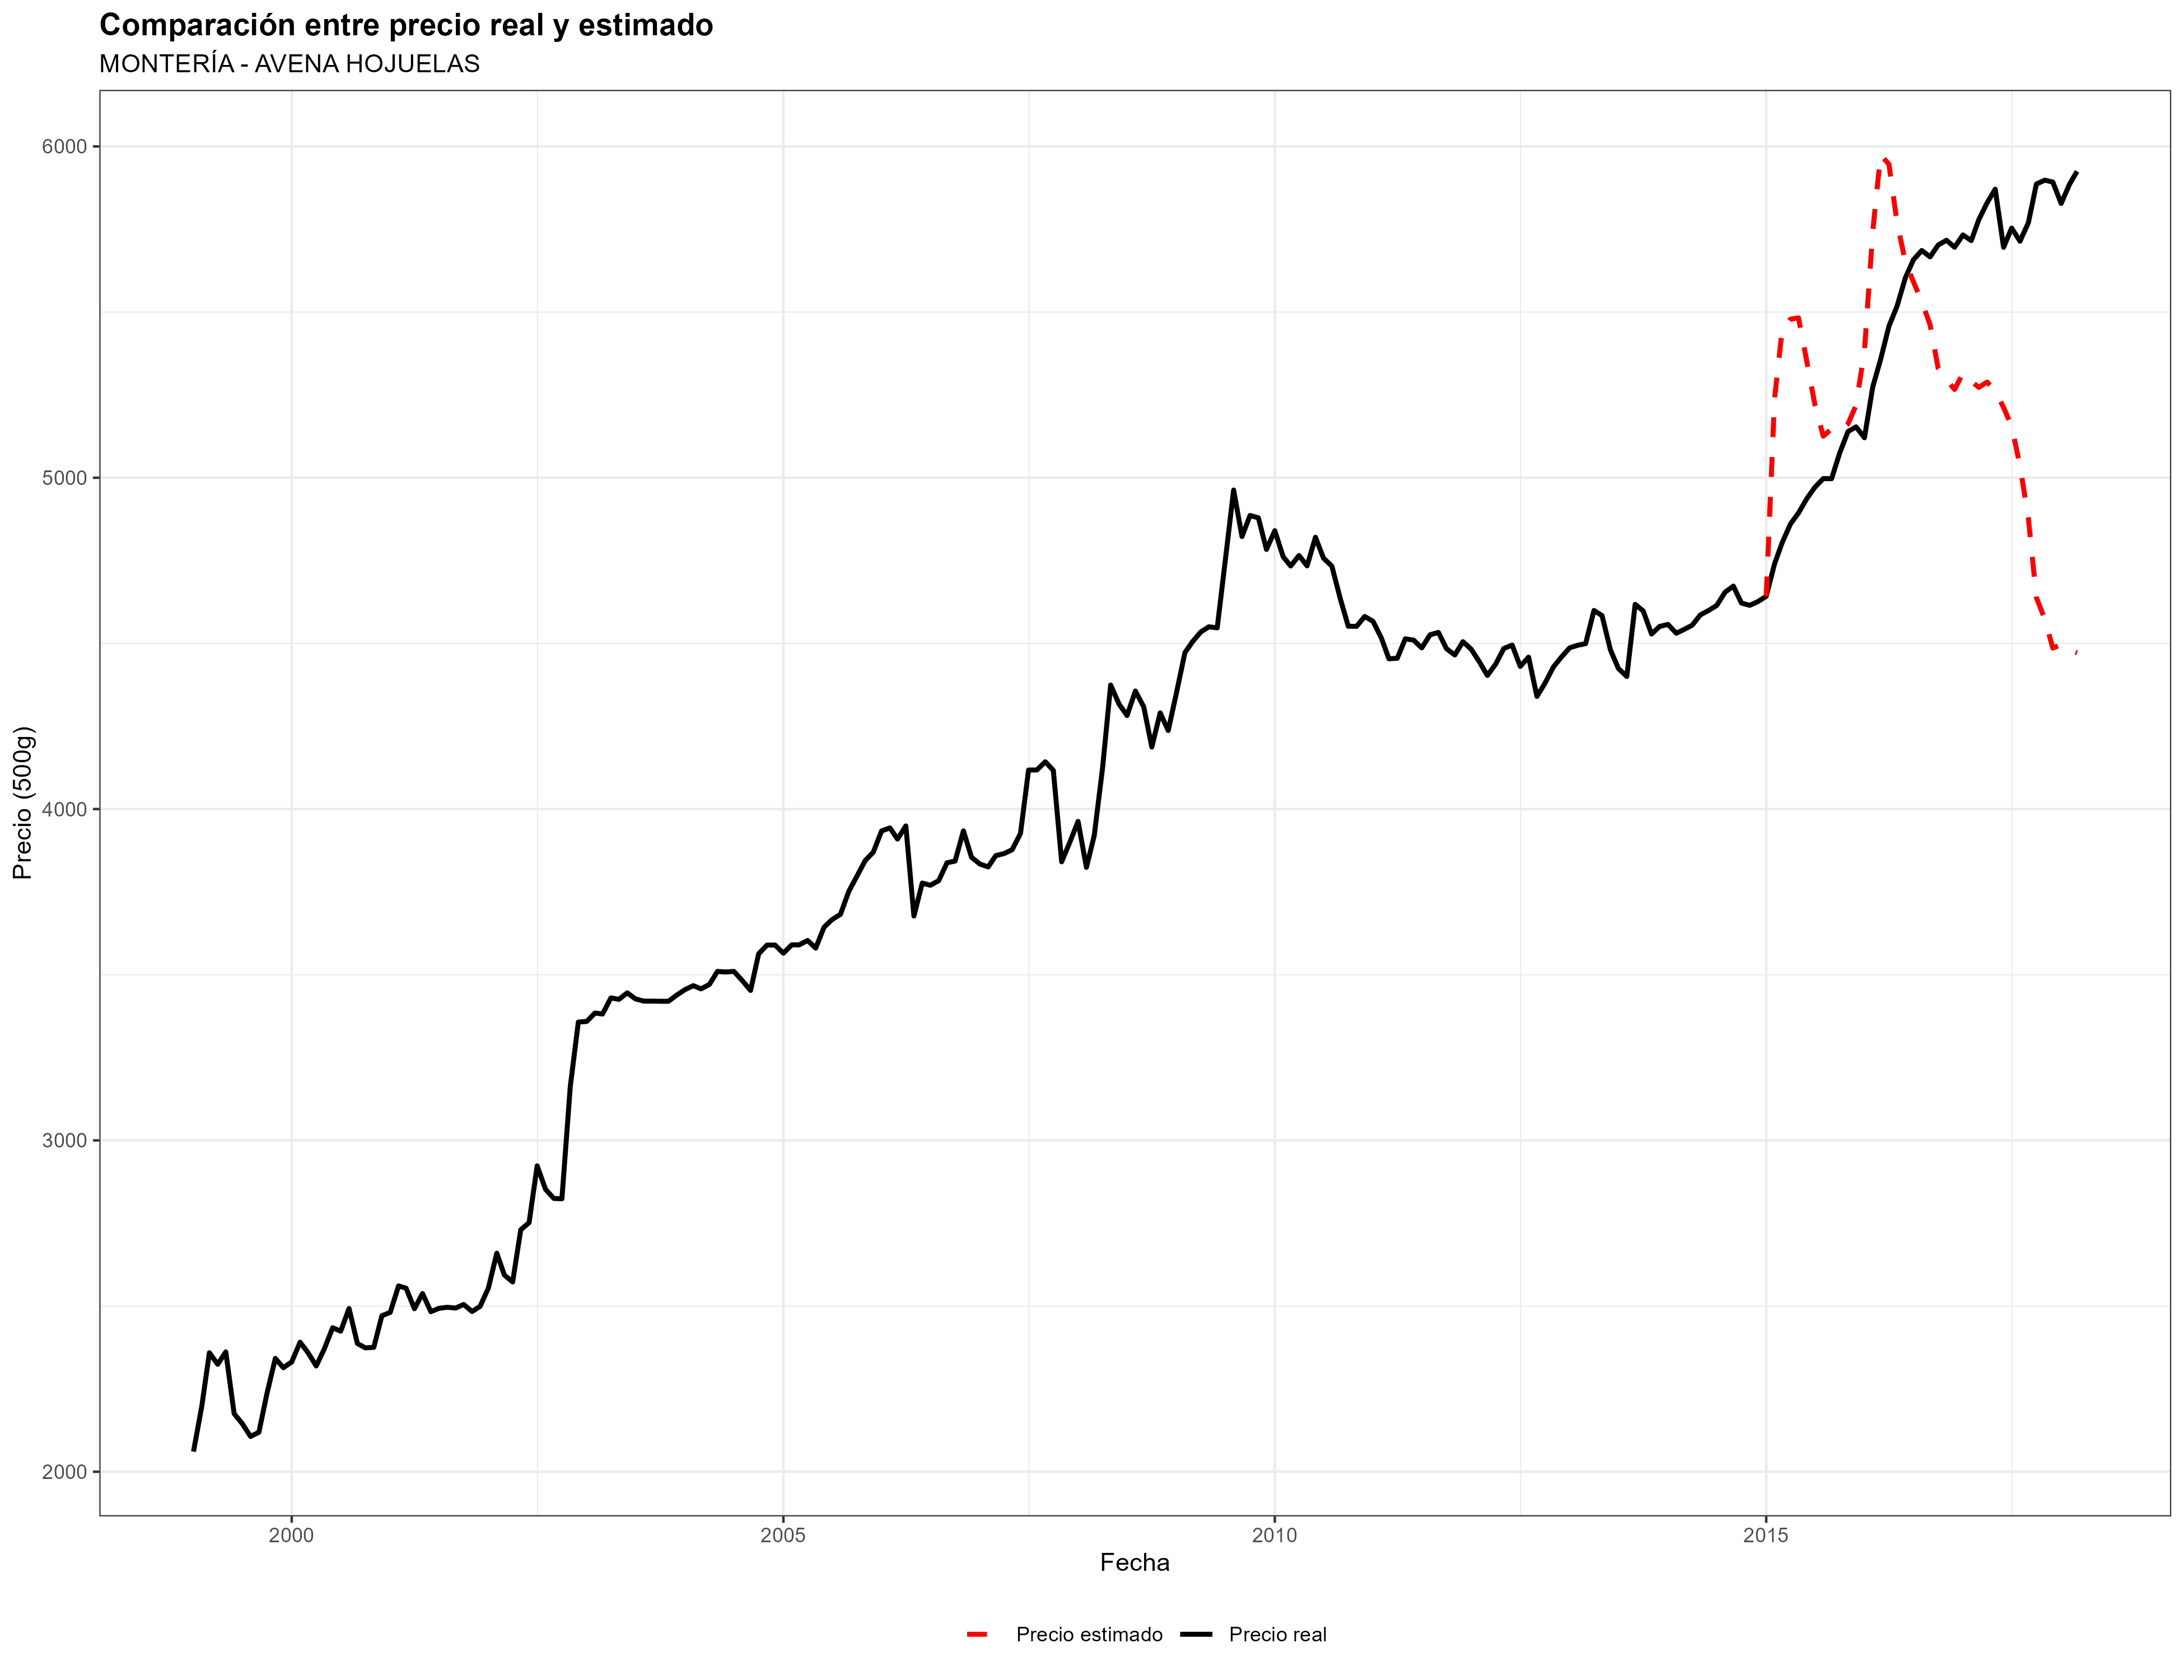 Comparación entre precio real y estimado
MONTERÍA - AVENA HOJUELAS
6000
5000
4000
3000
2000
Precio (500g)
2000 2005 2010 2015
Fecha
Precio estimado Precio real